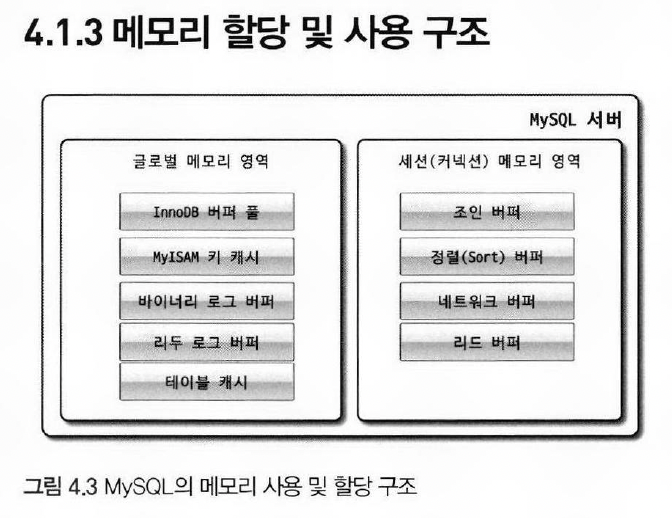 4.1.3 메모리 할당 및 사용 구조
MySQL 서버
글로벌 메모리 영역
InnoDB 버퍼 풀
MyISAM 키 캐시
바이너리 로그 버퍼
리두 로그 버퍼
테이블 캐시
세션(커넥션) 메모리 영역
조인 버퍼
정렬(Sort) 버퍼
네트워크 버퍼
리드 버퍼
그림 4.3 MySQL의 메모리 사용 및 할당 구조